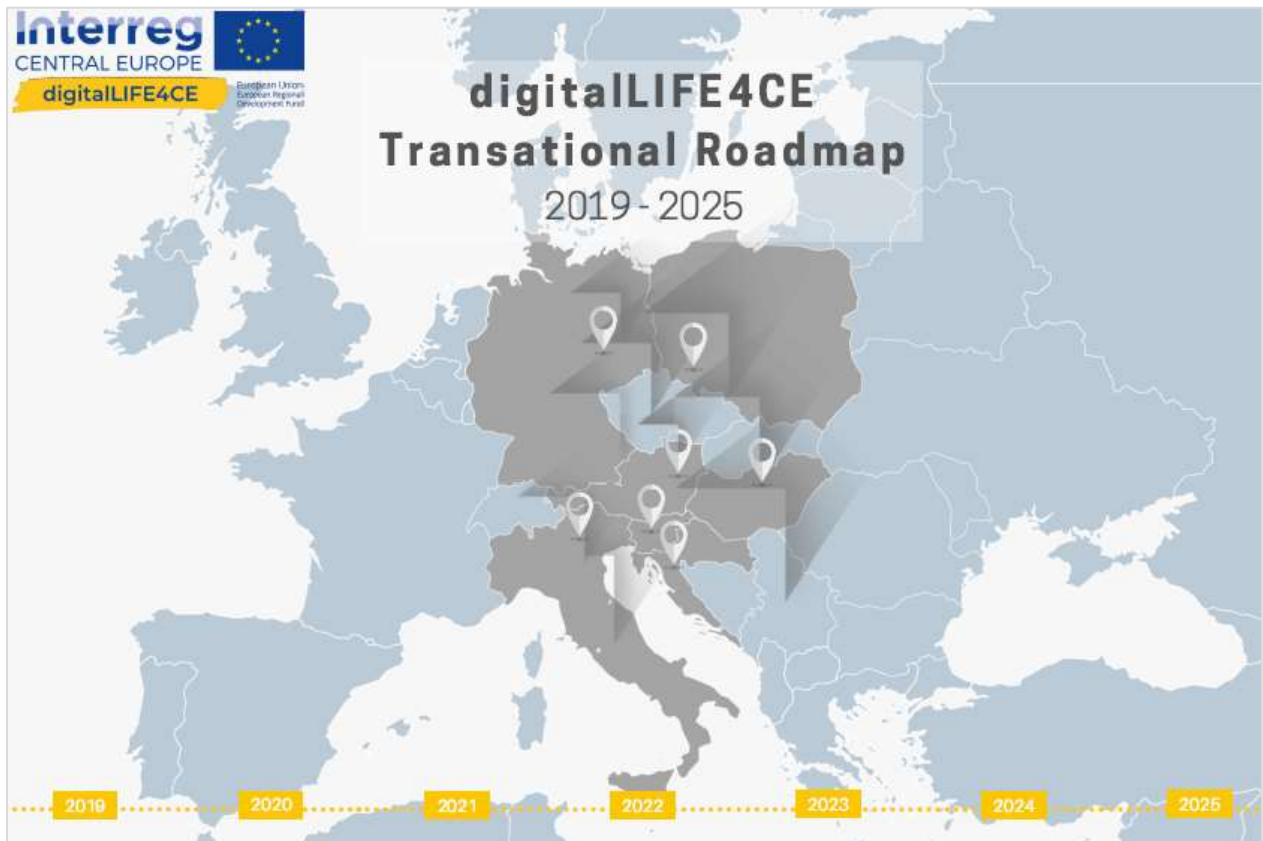 Interreg
CENTRAL EUROPE
digitalLIFE4CE
European Union
European Regional
Development Fund
digitalLIFE4CE
Transational Roadmap
2019 - 2025
2019
2020
2021
2022
2023
2024
2025